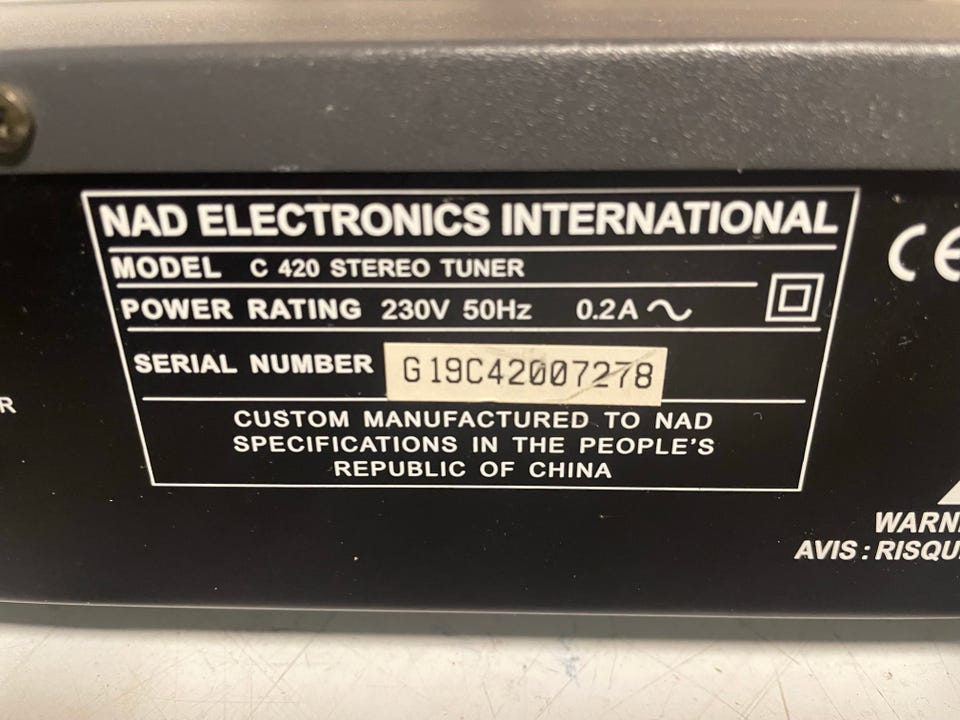 NAD ELECTRONICS INTERNATIONAL
MODEL C 420 STEREO TUNER
POWER RATING 230V 50Hz 0.2A
SERIAL NUMBER G19C42007278
CUSTOM MANUFACTURED TO NAD
SPECIFICATIONS IN THE PEOPLE'S
REPUBLIC OF CHINA
CE
R
WARN
AVIS : RISQU